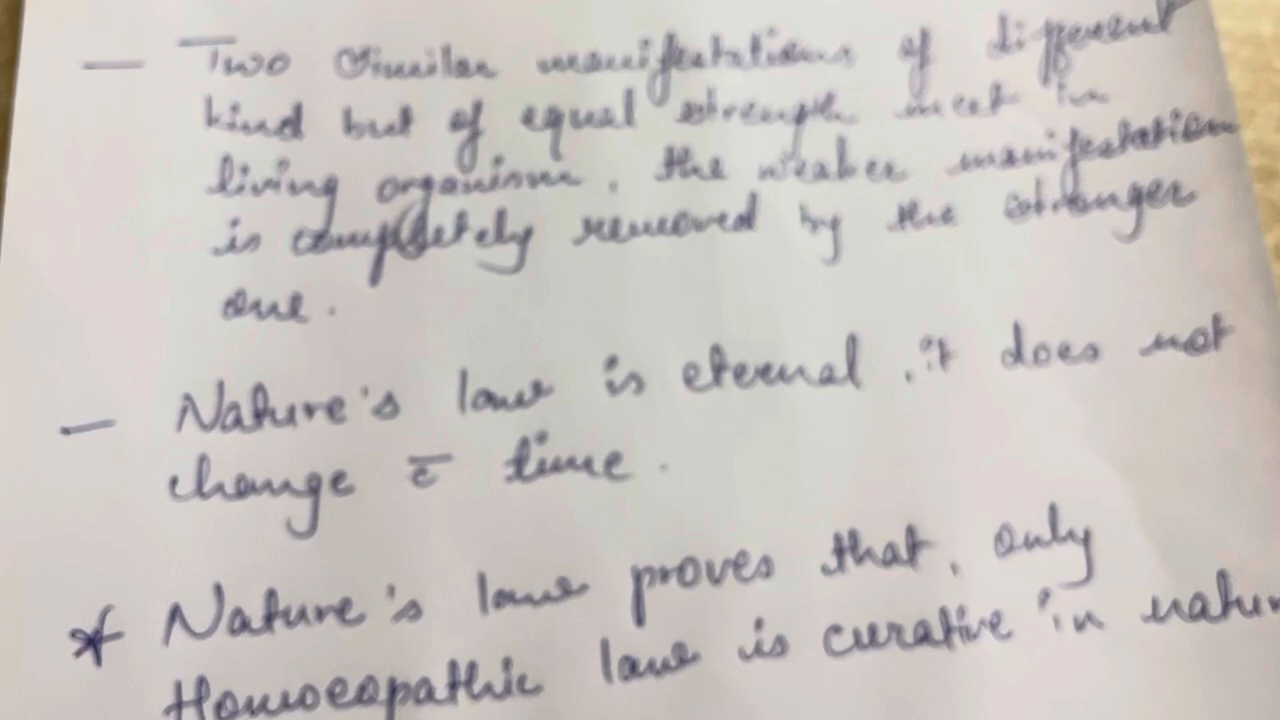 — Two Similar manifestations of different
kind but of equal strength meet in
living organism, the weaker manifestation
is completely removed by the stronger
one.
— Nature's law is eternal, it does not
change c̄ time.
* Nature's law proves that, only
Homoeopathic law is curative in natur